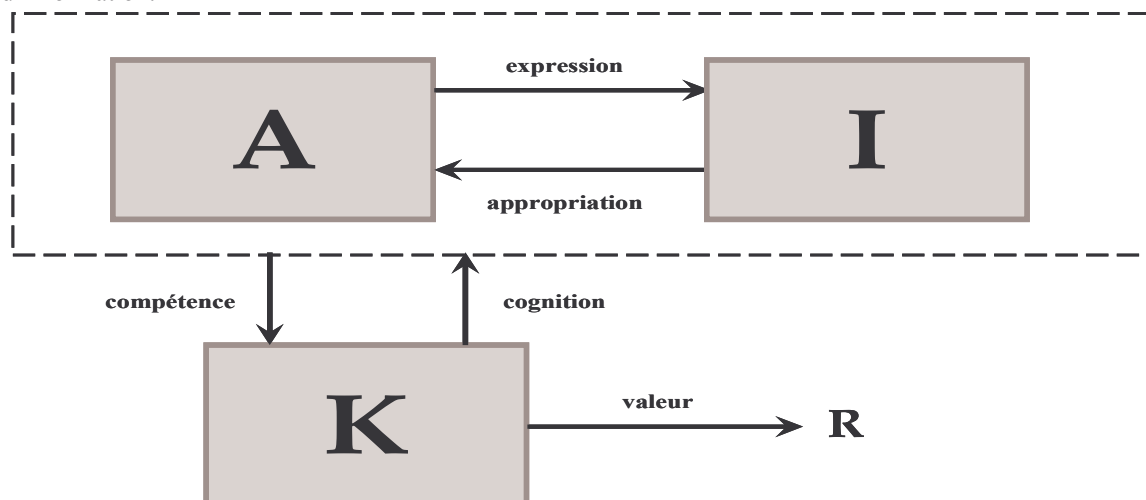 expression
A
I
appropriation
compétence
cognition
K
valeur
R